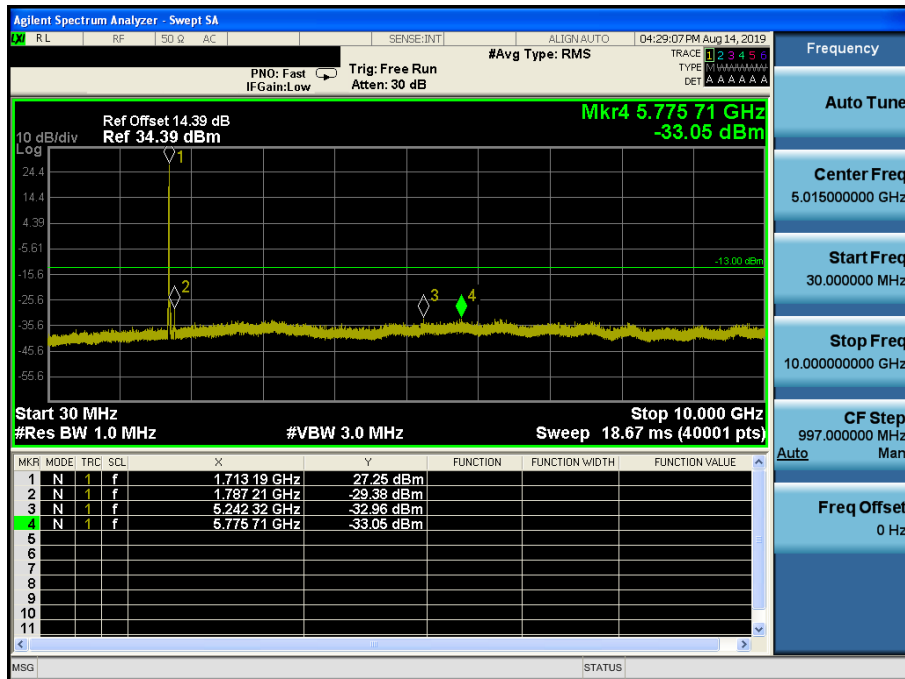 Agilent Spectrum Analyzer - Swept SA
LXI RL RF 50 Ω AC SENSE:INT ALIGN AUTO 04:29:07 PM Aug 14, 2019
#Avg Type: RMS
TRACE 1 2 3 4 5 6
PNO: Fast Trig: Free Run
TYPE M WWWWW
IFGain:Low Atten: 30 dB
DET A A A A A A
Mkr4 5.775 71 GHz
-33.05 dBm
Ref Offset 14.39 dB
10 dB/div Ref 34.39 dBm
Log
1
24.4
14.4
4.39
-5.61
-13.00 dBm
-15.6
2
3
4
-25.6
-35.6
-45.6
-55.6
Start 30 MHz Stop 10.000 GHz
#Res BW 1.0 MHz #VBW 3.0 MHz Sweep 18.67 ms (40001 pts)
MKR MODE TRC SCL X Y FUNCTION FUNCTION WIDTH FUNCTION VALUE
1 N 1 f 1.713 19 GHz 27.25 dBm
2 N 1 f 1.787 21 GHz -29.38 dBm
3 N 1 f 5.242 32 GHz -32.96 dBm
4 N 1 f 5.775 71 GHz -33.05 dBm
5
6
7
8
9
10
11
MSG STATUS
Frequency
Auto Tune
Center Freq
5.015000000 GHz
Start Freq
30.000000 MHz
Stop Freq
10.000000000 GHz
CF Step
997.000000 MHz
Auto Man
Freq Offset
0 Hz